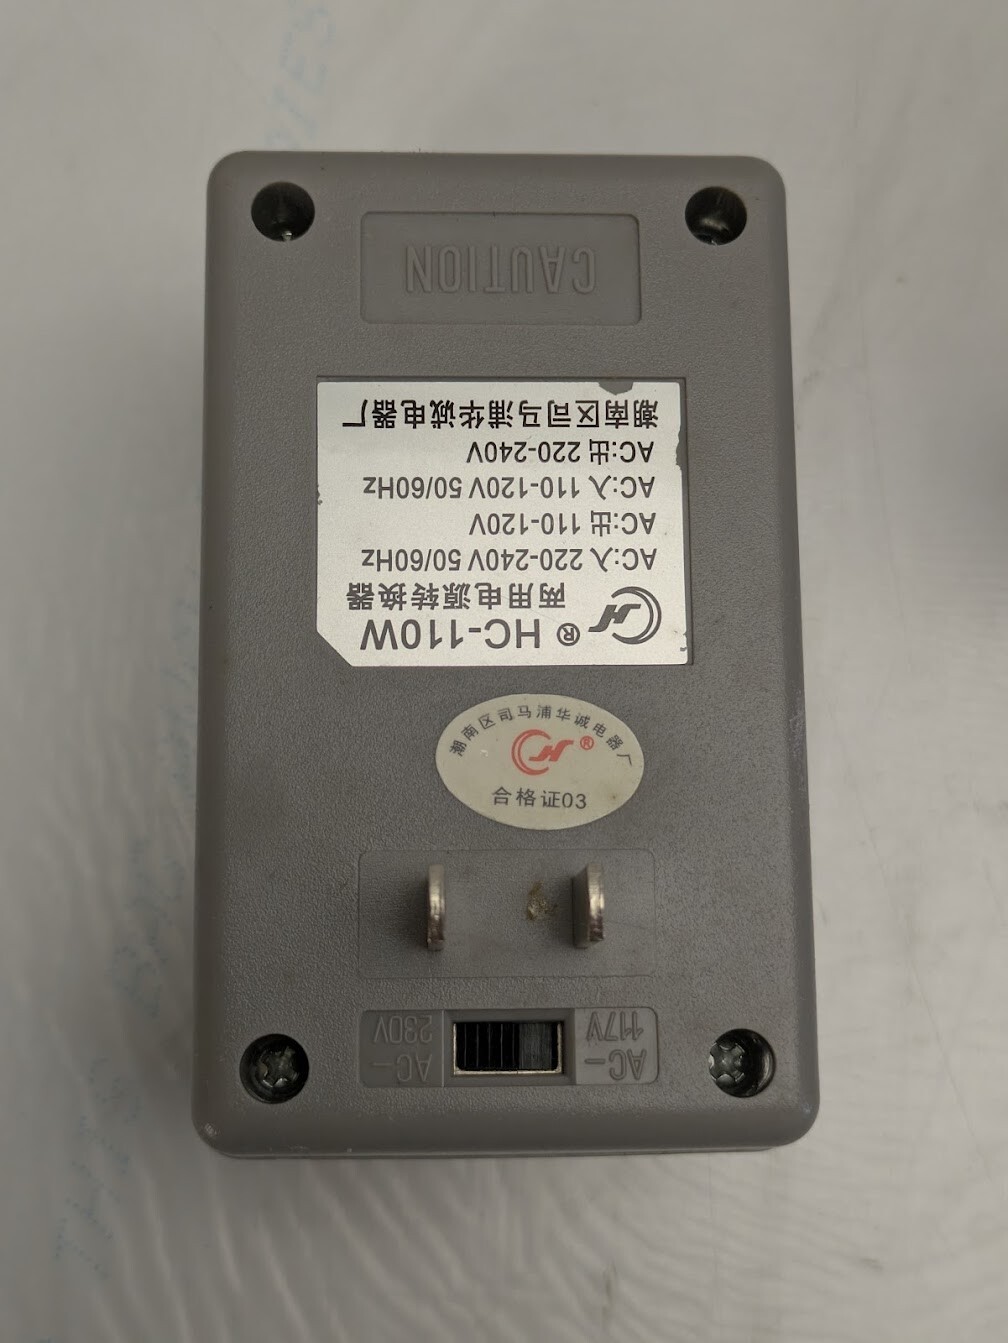 AC-
117V
AC-
230V
潮南区司马浦华诚电器厂
®
合格证03
® HC-110W
两用电源转换器
AC:入 220-240V 50/60Hz
AC:出 110-120V
AC:入 110-120V 50/60Hz
AC:出 220-240V
潮南区司马浦华诚电器厂
CAUTION